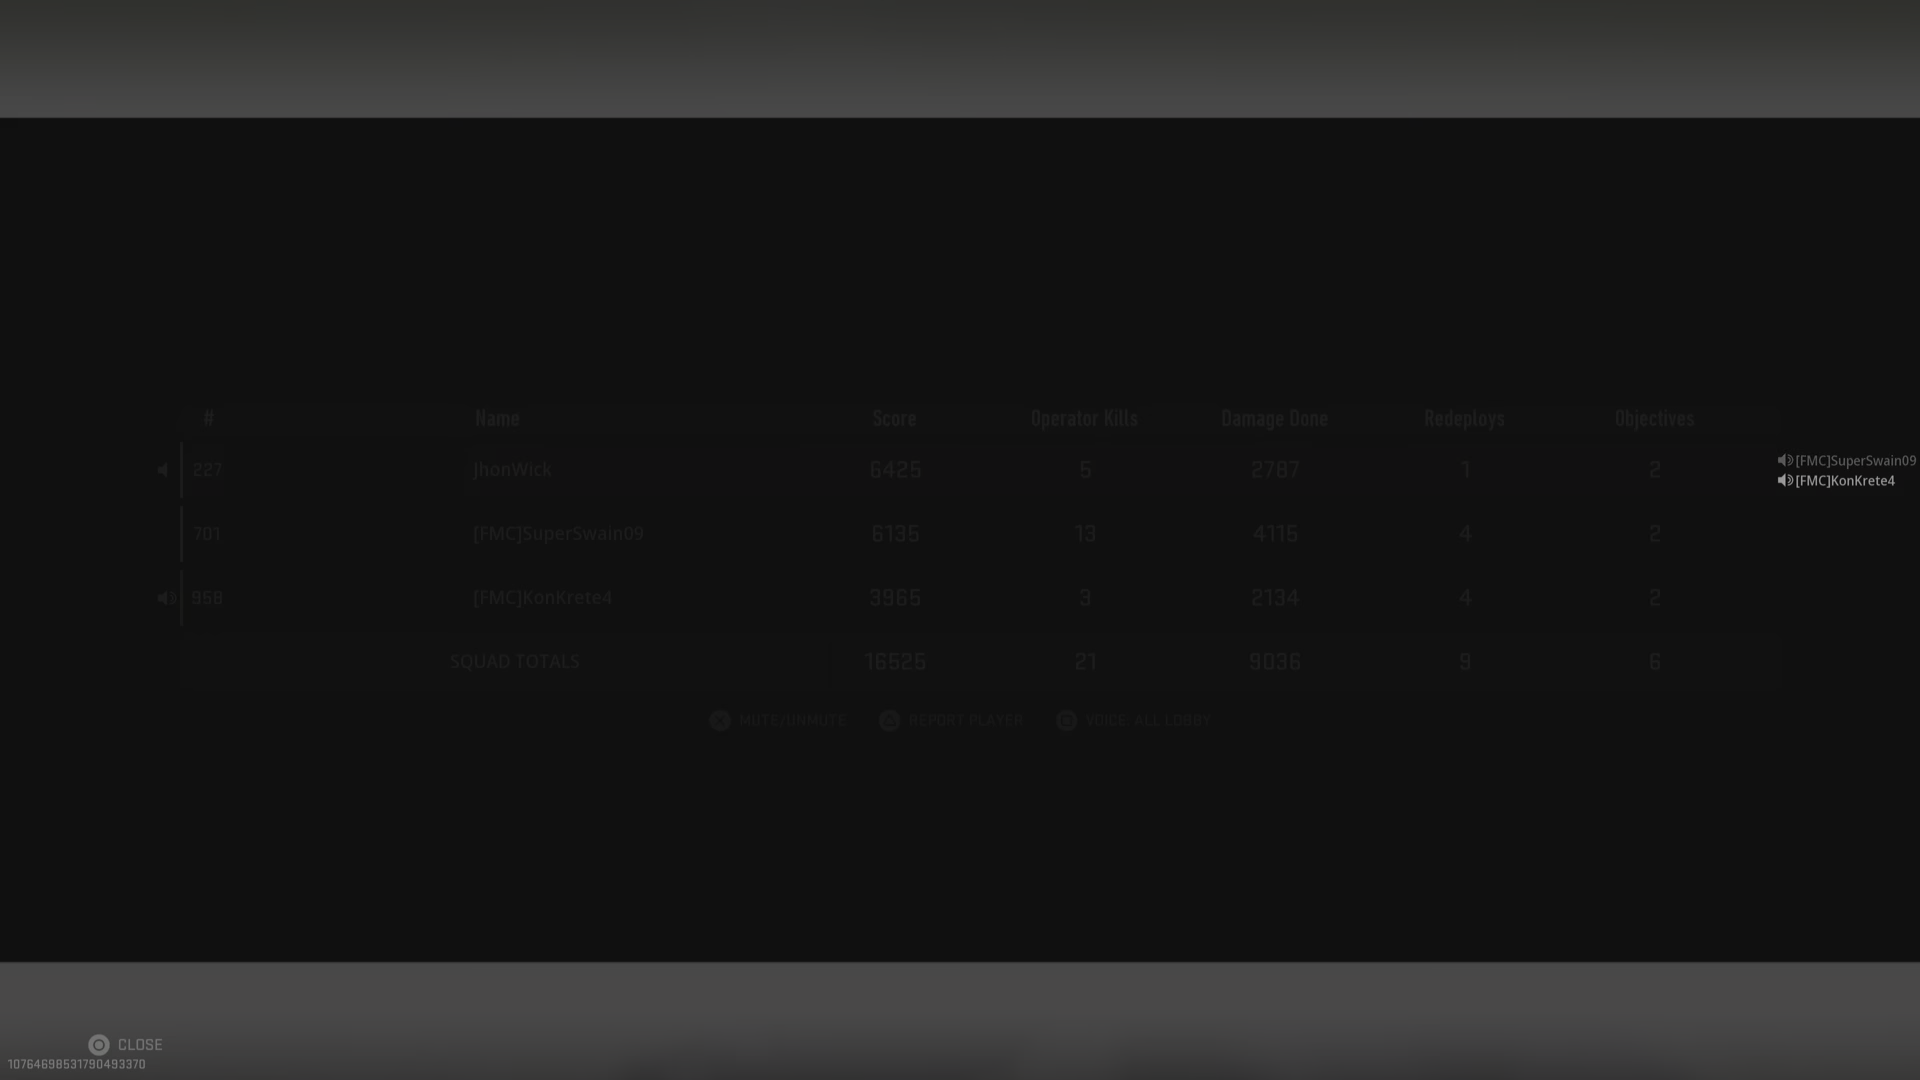 # Name Score Operator Kills Damage Done Redeploys Objectives
227 JhonWick 6425 5 2787 1 2
[FMC]SuperSwain09
[FMC]KonKrete4
701 [FMC]SuperSwain09 6135 13 4115 4 2
958 [FMC]KonKrete4 3965 3 2134 4 2
SQUAD TOTALS 16525 21 9036 9 6
MUTE/UNMUTE REPORT PLAYER VOICE: ALL LOBBY
CLOSE
10764698531790493370